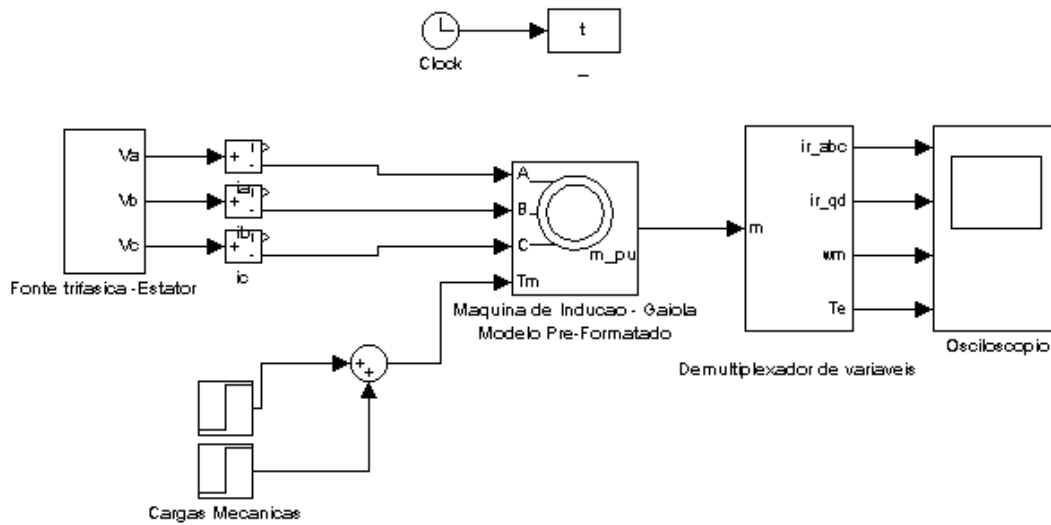 t
Clock
_
Va
Vb
Vc
Fonte trifasica -Estator
+ i -
ia
+ i -
ib
+ i -
ic
A
B
C
Tm
m_pu
Maquina de Inducao - Gaiola
Modelo Pre-Formatado
m
ir_abc
ir_qd
wm
Te
Demultiplexador de variaveis
Osciloscopio
+
+
Cargas Mecanicas